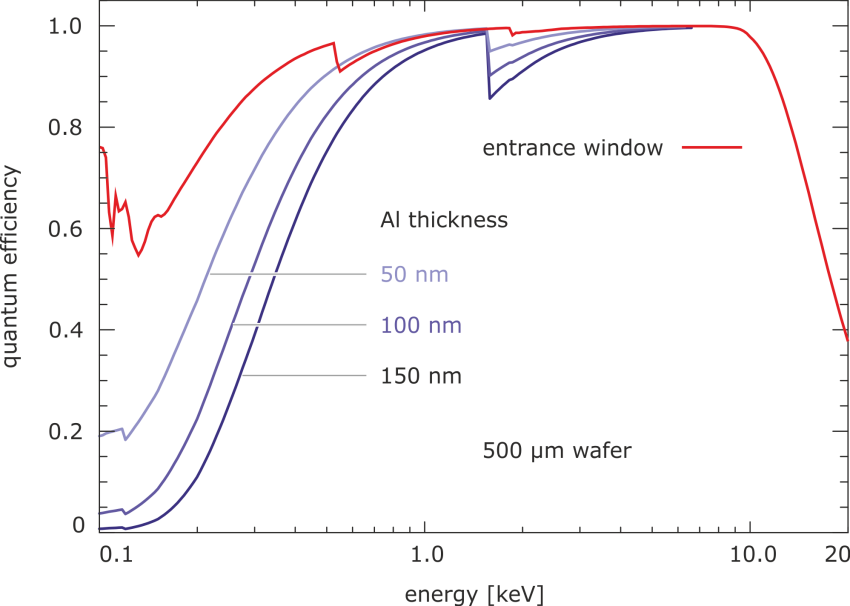 1.0
0.8
0.6
0.4
0.2
0
quantum efficiency
entrance window
Al thickness
50 nm
100 nm
150 nm
500 µm wafer
0.1
1.0
10.0
20
energy [keV]